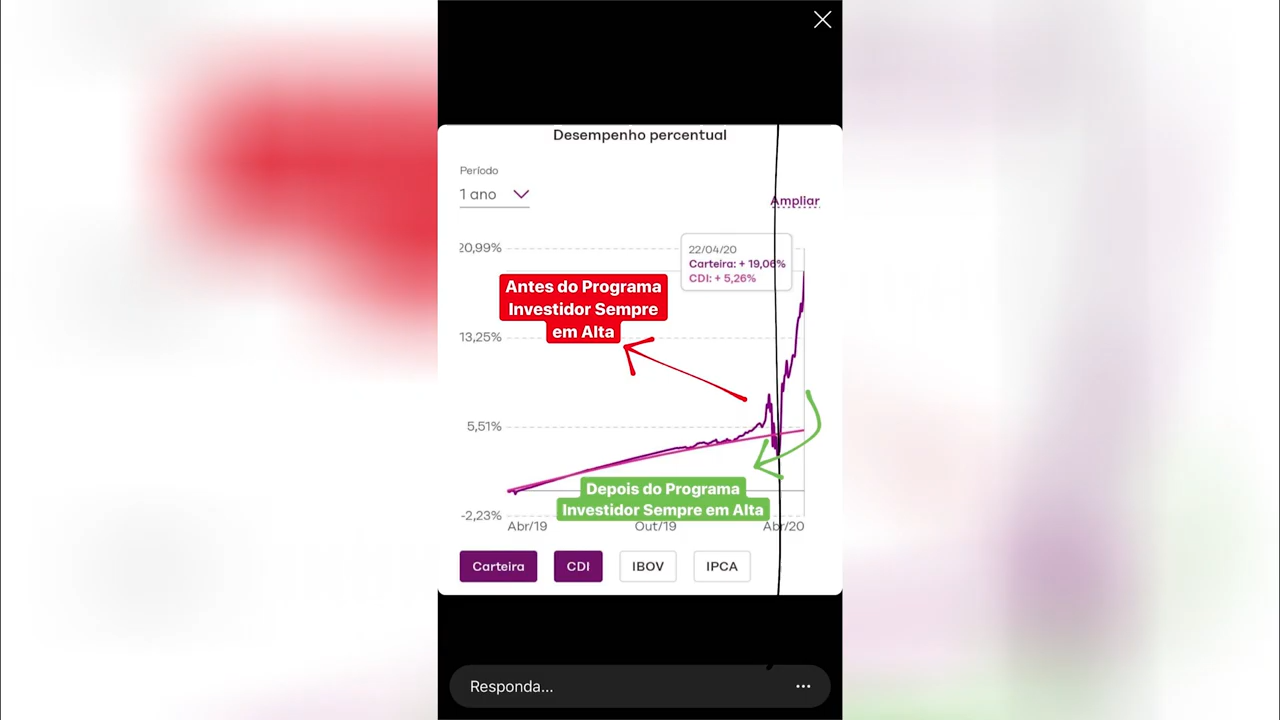 Desempenho percentual
Período
1 ano
Ampliar
20,99%
22/04/20
Carteira: + 19,06%
CDI: + 5,26%
Antes do Programa
Investidor Sempre
em Alta
13,25%
5,51%
Depois do Programa
Investidor Sempre em Alta
-2,23%
Abr/19
Out/19
Abr/20
Carteira
CDI
IBOV
IPCA
Responda...